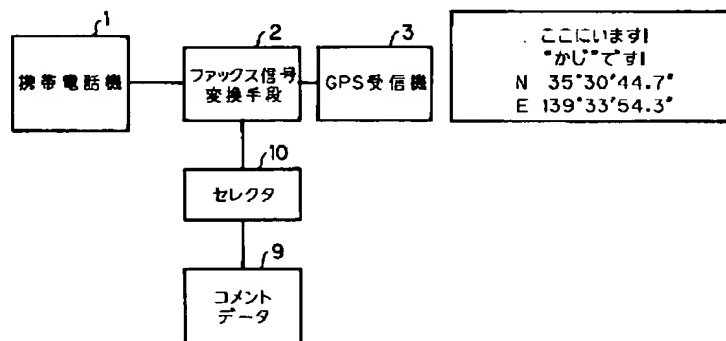 1
携帯電話機
2
ファックス信号
変換手段
3
GPS受信機
10
セレクタ
9
コメント
データ
ここにいます!
"かじ"です!
N 35°30'44.7"
E 139°33'54.3"